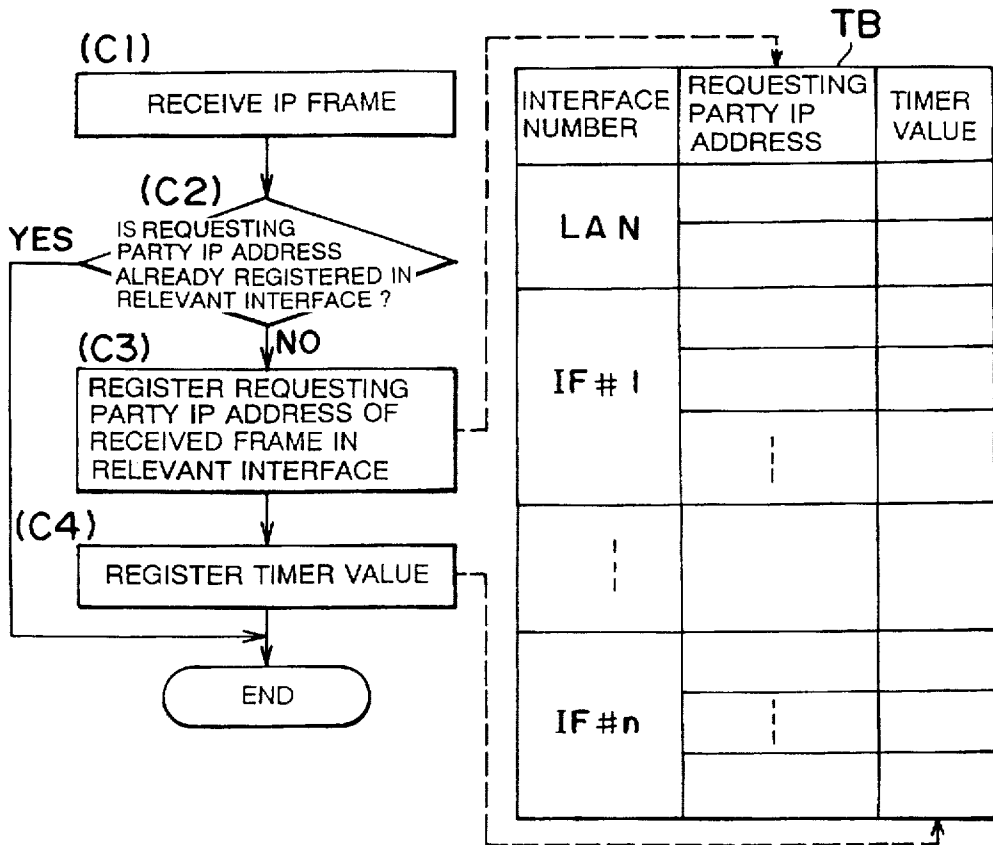 (C1)
RECEIVE IP FRAME
(C2)
IS REQUESTING
PARTY IP ADDRESS
ALREADY REGISTERED IN
RELEVANT INTERFACE ?
YES
NO
(C3)
REGISTER REQUESTING
PARTY IP ADDRESS OF
RECEIVED FRAME IN
RELEVANT INTERFACE
(C4)
REGISTER TIMER VALUE
END
TB
INTERFACE
NUMBER
REQUESTING
PARTY IP
ADDRESS
TIMER
VALUE
LAN
IF # 1
IF #n